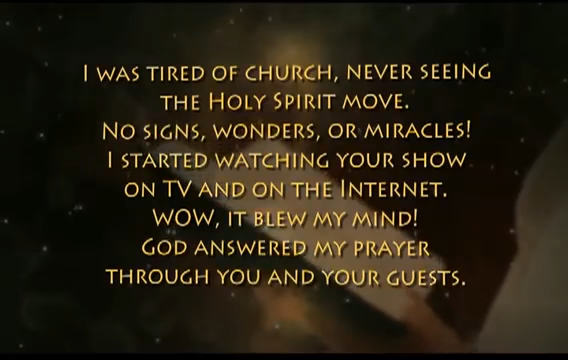 I was tired of church, never seeing
the Holy Spirit move.
No signs, wonders, or miracles!
I started watching your show
on TV and on the Internet.
WOW, it blew my mind!
God answered my prayer
through you and your guests.